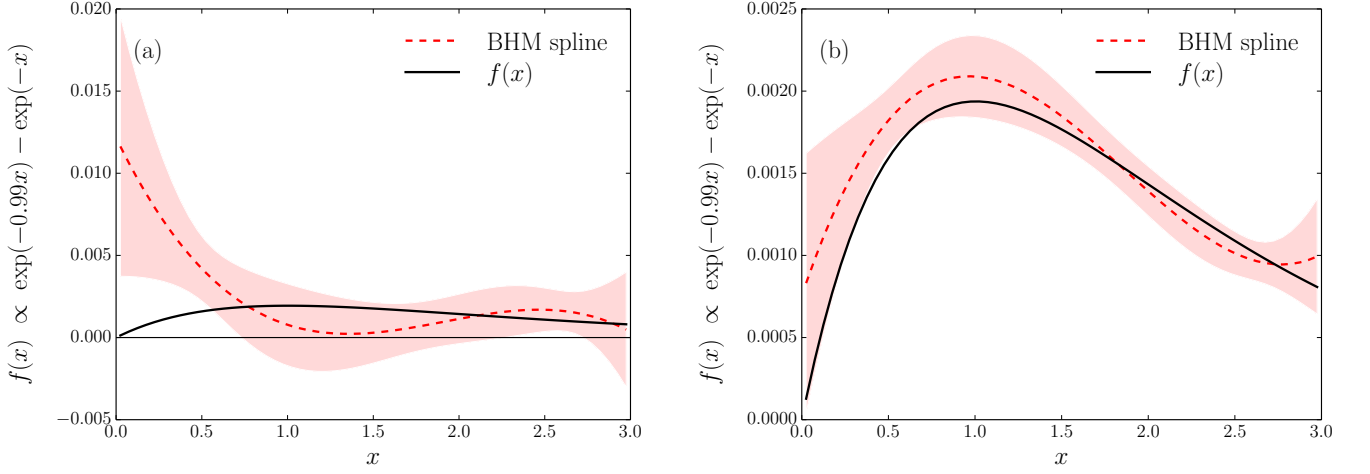 f(x) ∝ exp(−0.99x) − exp(−x)
0.020
0.015
0.010
0.005
0.000
−0.005
(a)
BHM spline
f(x)
0.0 0.5 1.0 1.5 2.0 2.5 3.0
x
f(x) ∝ exp(−0.99x) − exp(−x)
0.0025
0.0020
0.0015
0.0010
0.0005
0.0000
(b)
BHM spline
f(x)
0.0 0.5 1.0 1.5 2.0 2.5 3.0
x